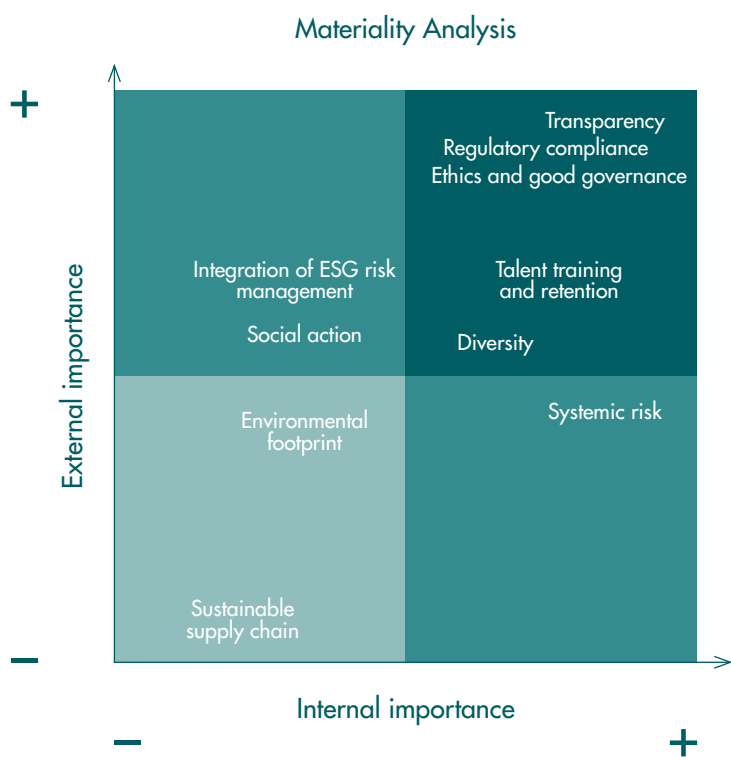 Materiality Analysis
+
Transparency
Regulatory compliance
Ethics and good governance
Integration of ESG risk
management
Talent training
and retention
Social action
Diversity
External importance
Environmental
footprint
Systemic risk
Sustainable
supply chain
–
Internal importance
– +